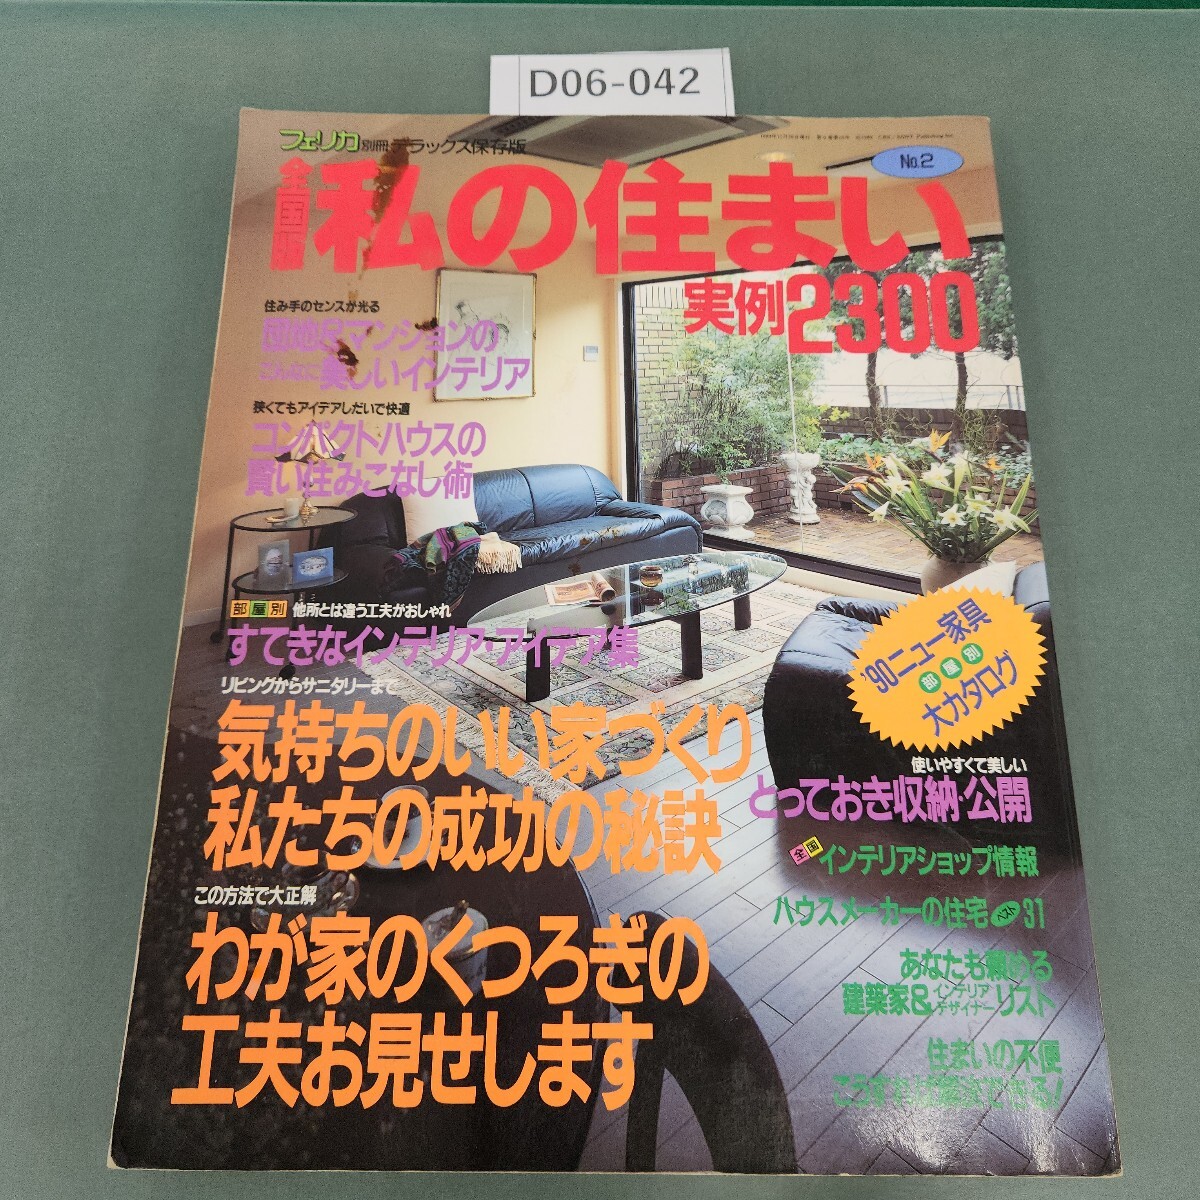 D06-042
フェリカ別冊デラックス保存版
No.2
全国版 私の住まい
実例2300
住み手のセンスが光る
団地&マンションの
こんなに美しいインテリア
狭くてもアイデアしだいで快適
コンパクトハウスの
賢い住みこなし術
部屋別 他所とは違う工夫がおしゃれ
すてきなインテリア・アイデア集
リビングからサニタリーまで
気持ちのいい家づくり
私たちの成功の秘訣
この方法で大正解
わが家のくつろぎの
工夫お見せします
'90ニュー家具
部屋別
大カタログ
使いやすくて美しい
とっておき収納・公開
全国 インテリアショップ情報
ハウスメーカーの住宅 ベスト 31
あなたも頼める
建築家&インテリアデザイナーリスト
住まいの不便
こうすれば解決できる!